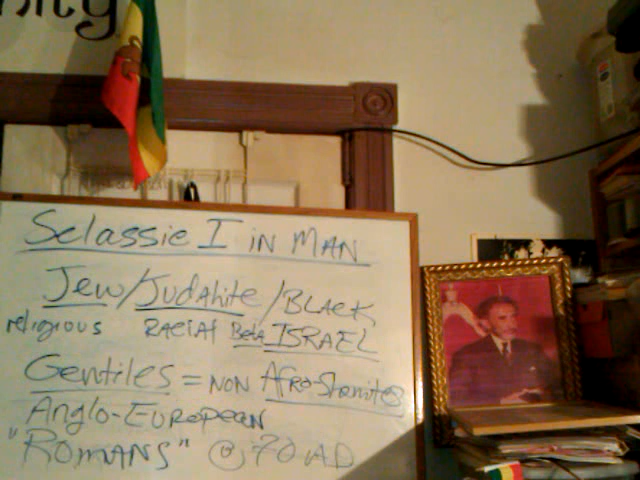 nity
Selassie I in MAN
Jew/Judahite/BLACK
religious RACIAL Beta ISRAEL
Gentiles = NON AFRO-Shemites
Anglo-EUROPEAN
"ROMANS" @ 70 AD